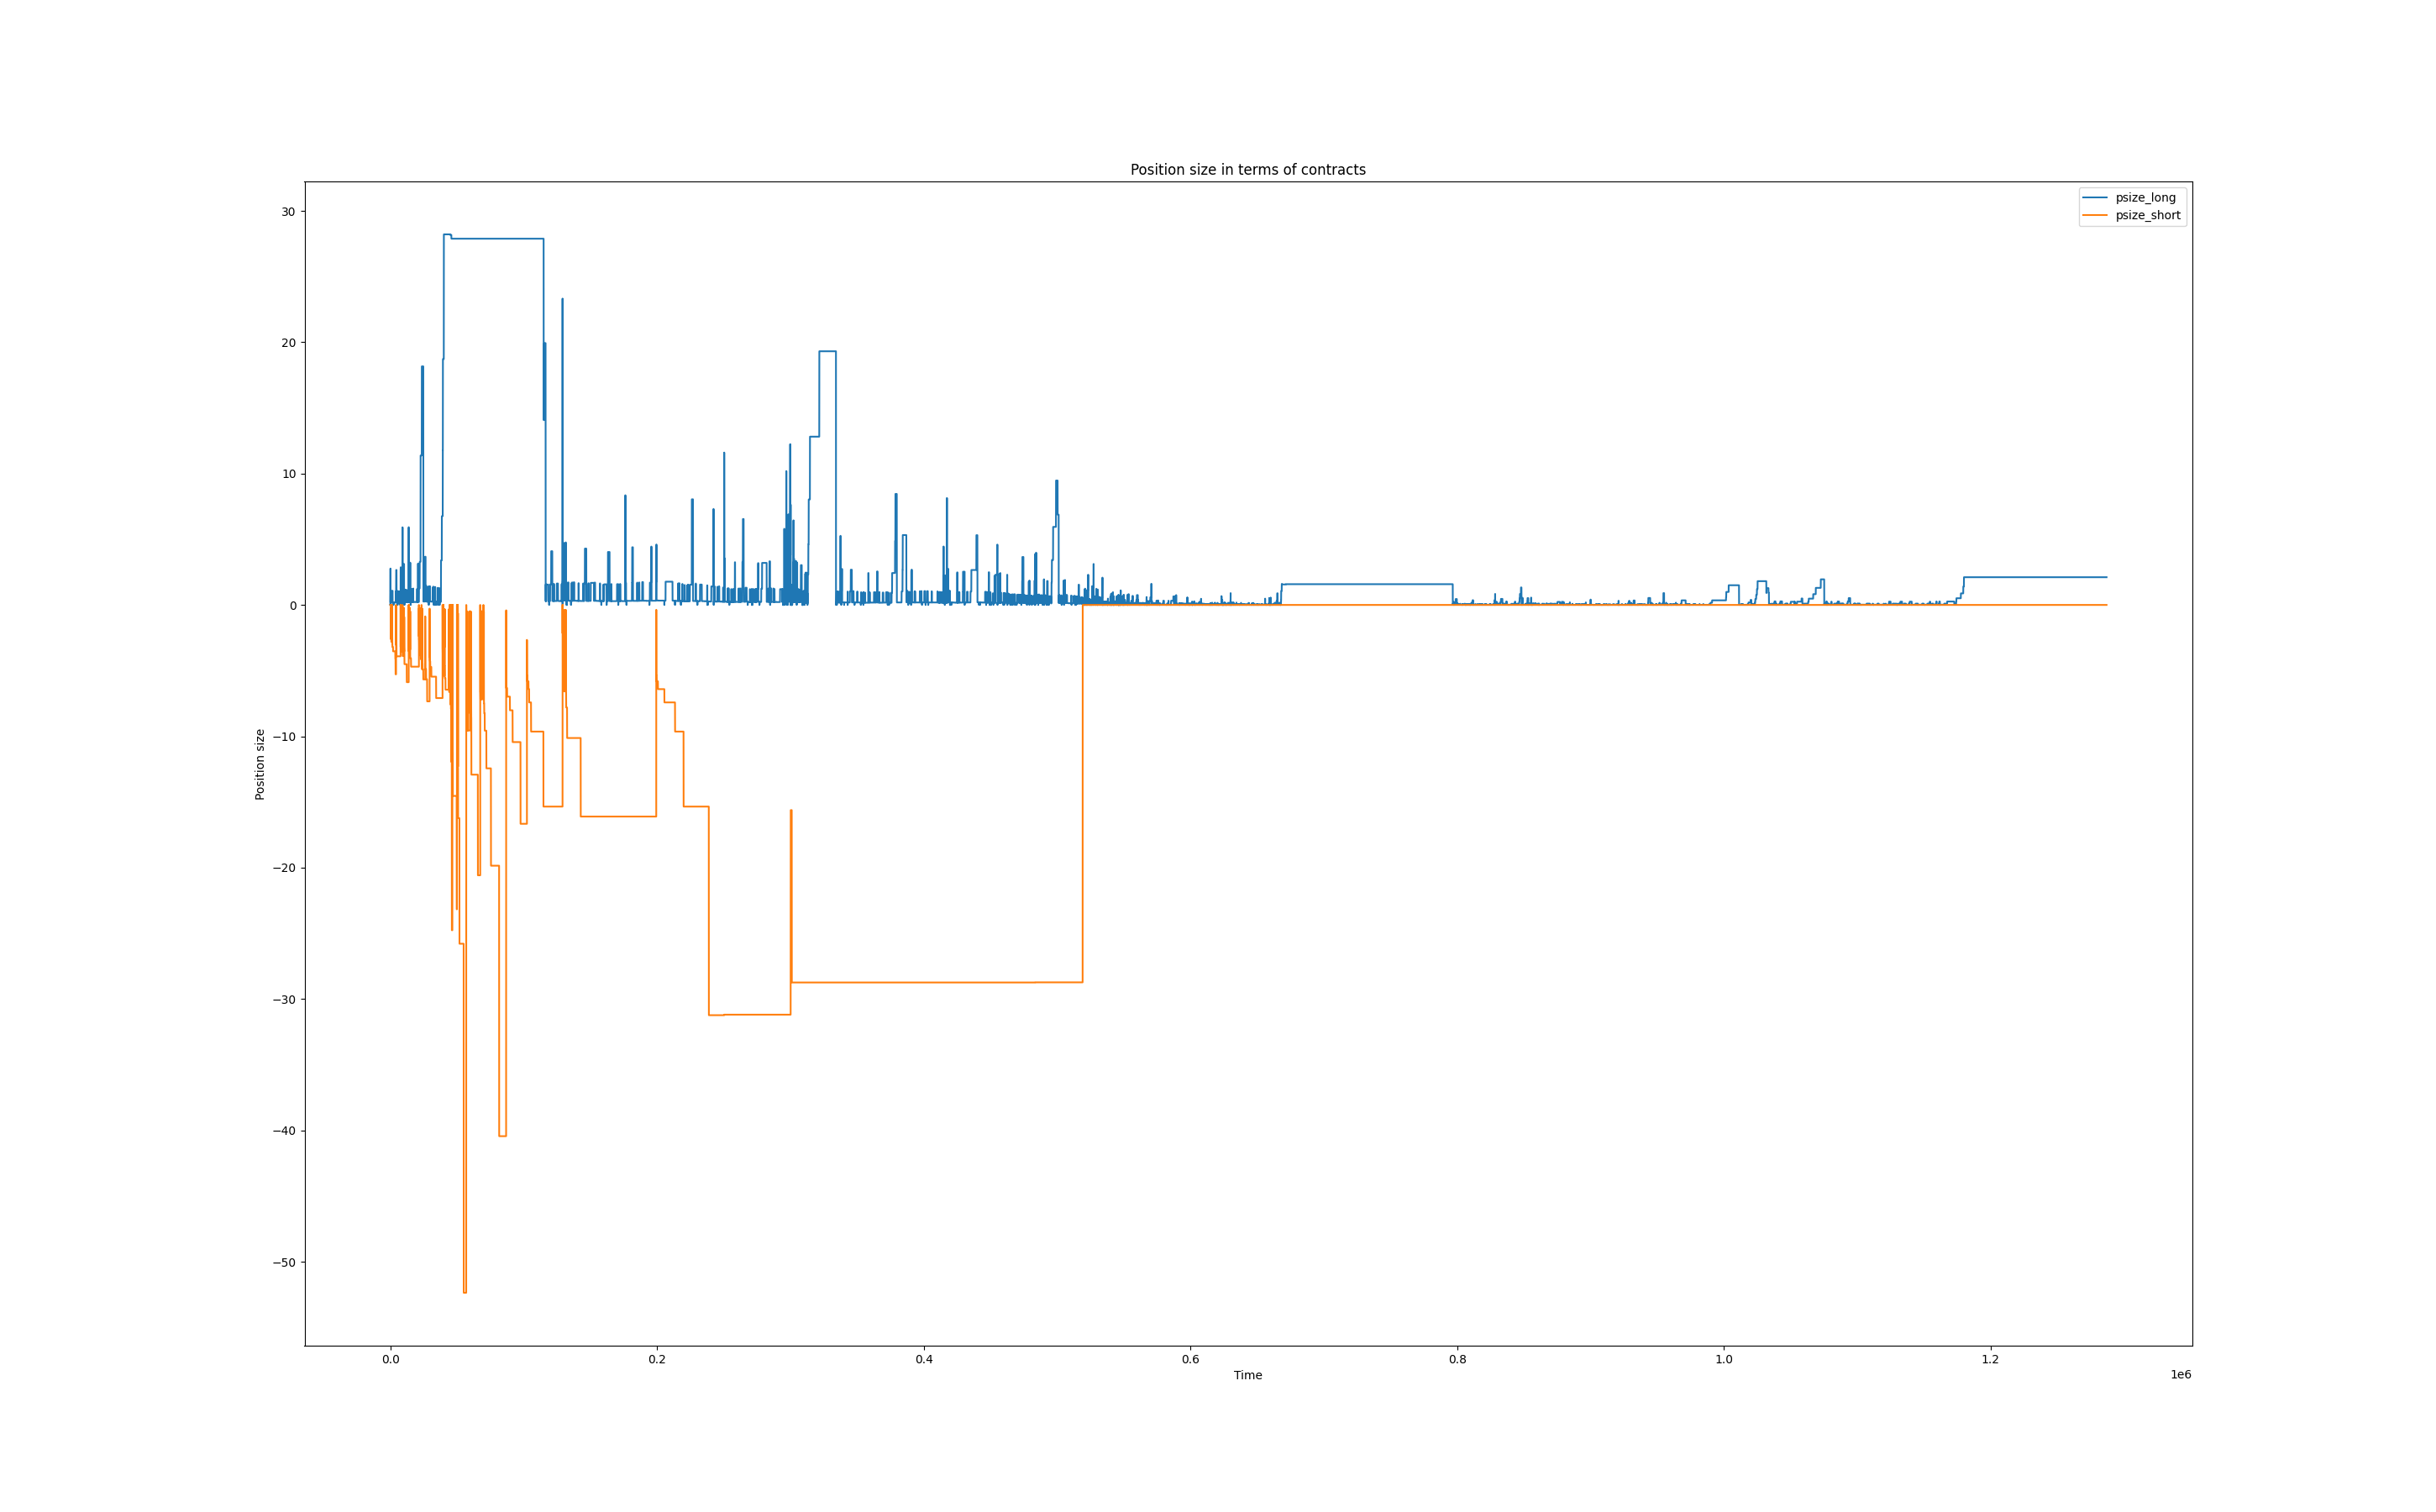 Position size in terms of contracts
psize_long
psize_short
30
20
10
0
−10
−20
−30
−40
−50
Position size
0.0 0.2 0.4 0.6 0.8 1.0 1.2
Time
1e6